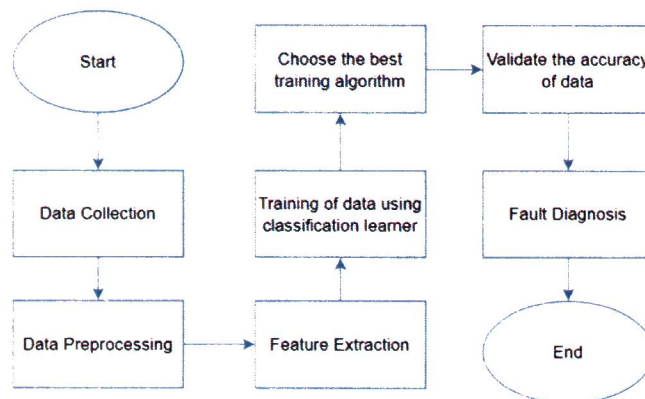 Start
Data Collection
Data Preprocessing
Feature Extraction
Training of data using
classification learner
Choose the best
training algorithm
Validate the accuracy
of data
Fault Diagnosis
End